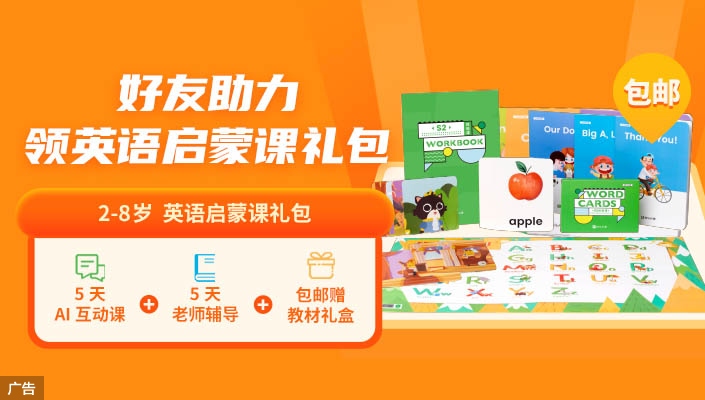 好友助力
领英语启蒙课礼包
2-8岁 英语启蒙课礼包
5 天
AI 互动课
+
5 天
老师辅导
+
包邮赠
教材礼盒
包邮
S2
WORKBOOK
Our Do
Big A, L
Thank You!
apple
WORD
CARDS
广告